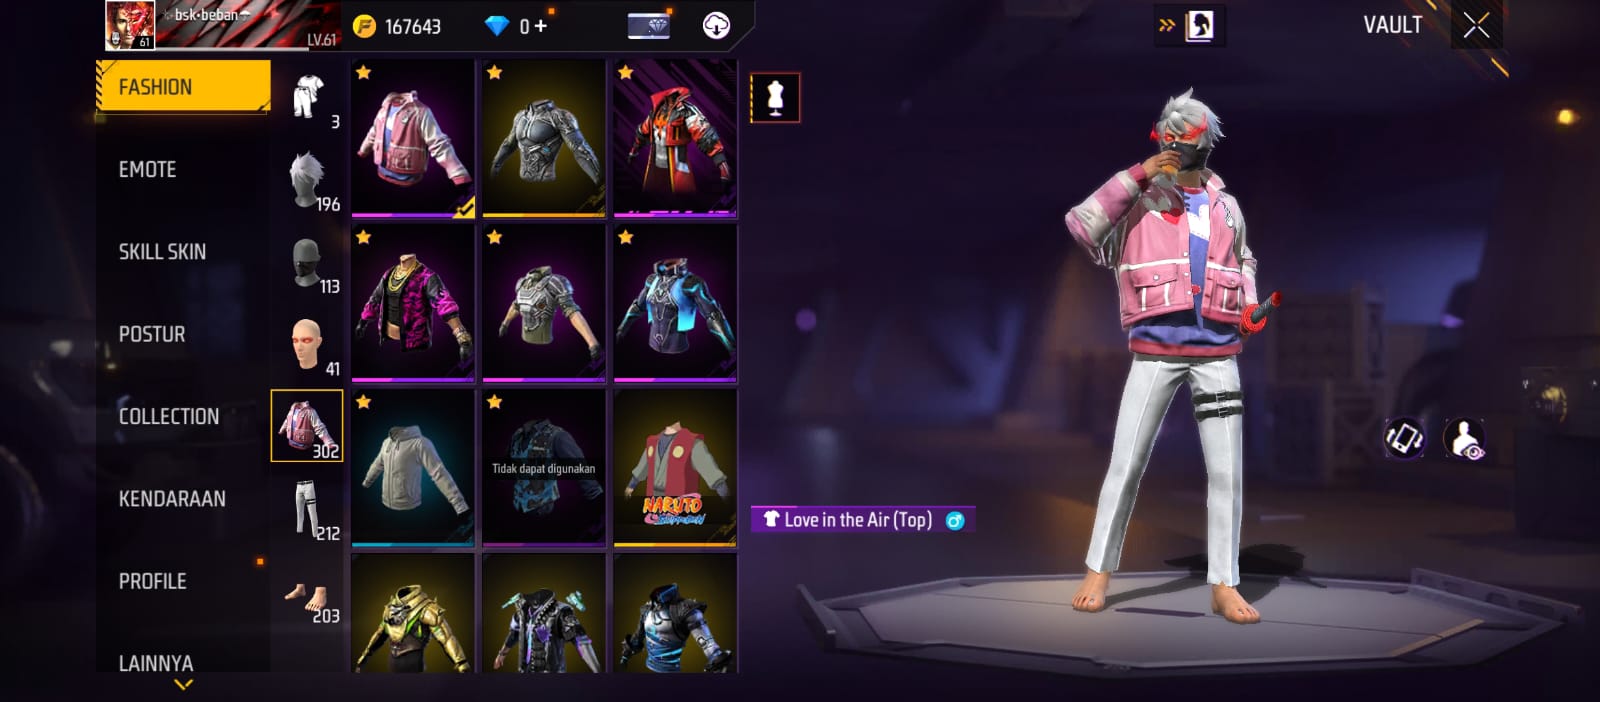 bsk•beban
61
LV.61
167643
0 +
VAULT
FASHION
EMOTE
SKILL SKIN
POSTUR
COLLECTION
KENDARAAN
PROFILE
LAINNYA
3
196
113
41
302
212
203
Tidak dapat digunakan
NARUTO
SHIPPUDEN
Love in the Air (Top)